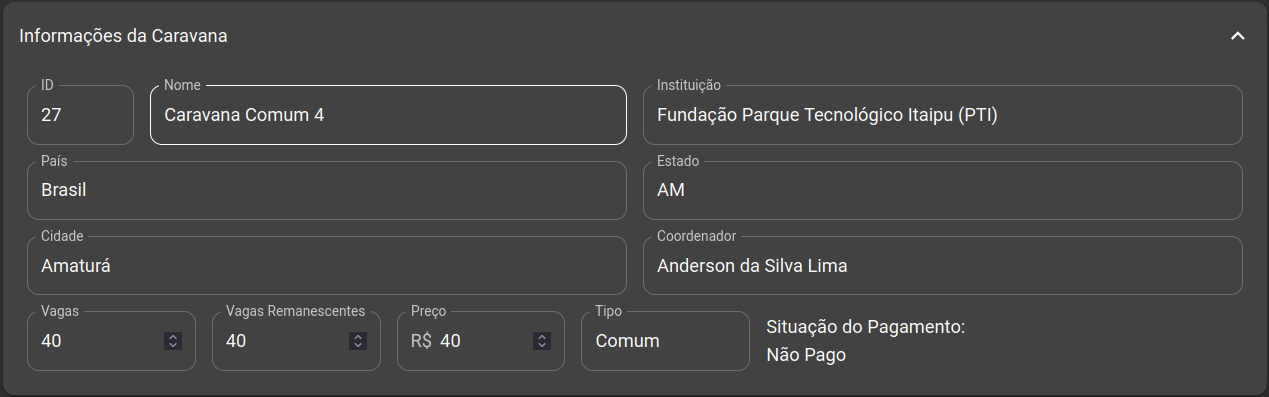 Informações da Caravana
ID
27
Nome
Caravana Comum 4
Instituição
Fundação Parque Tecnológico Itaipu (PTI)
País
Brasil
Estado
AM
Cidade
Amaturá
Coordenador
Anderson da Silva Lima
Vagas
40
Vagas Remanescentes
40
Preço
R$ 40
Tipo
Comum
Situação do Pagamento:
Não Pago